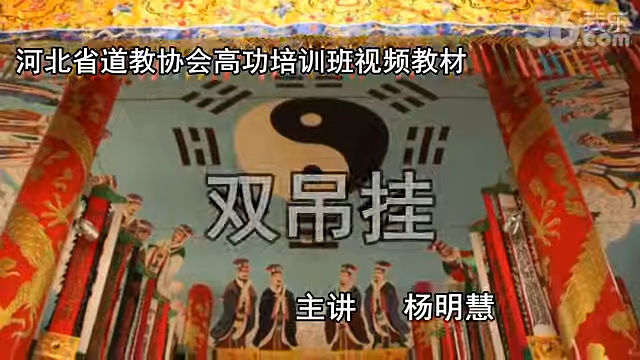 河北省道教协会高功培训班视频教材
双吊挂
主讲 杨明慧